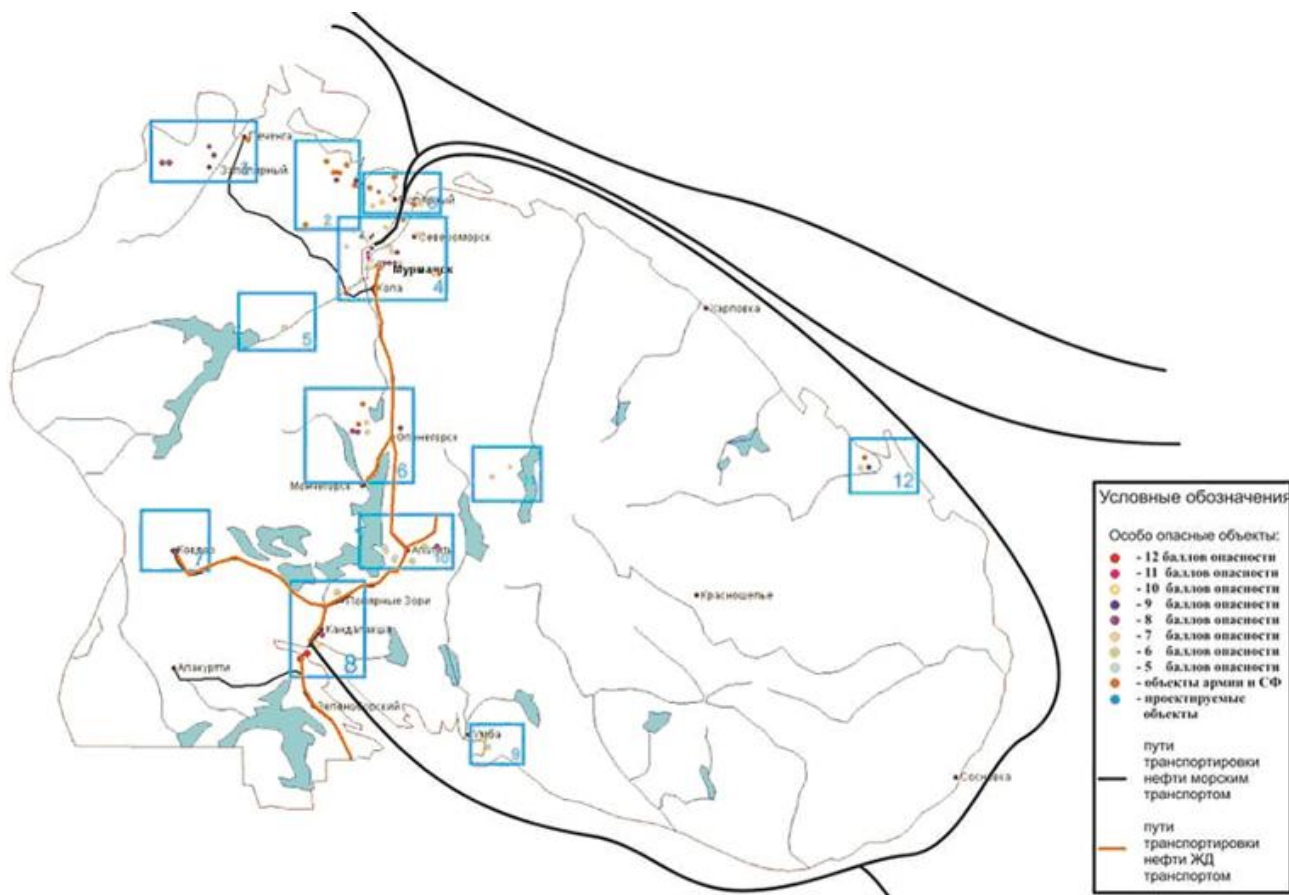 Печенга
Заполярный
2
Полярный
Североморск
Мурманск
Кола
4
5
Харловка
Оленегорск
6
Мончегорск
12
Ковдор
7
Апатиты
10
Полярные Зори
Кандалакша
8
Алакуртти
Зеленоборский
Краснощелье
Умба
9
Сосновка
Условные обозначения
Особо опасные объекты:
- 12 баллов опасности
- 11 баллов опасности
- 10 баллов опасности
- 9 баллов опасности
- 8 баллов опасности
- 7 баллов опасности
- 6 баллов опасности
- 5 баллов опасности
- объекты армии и СФ
- проектируемые
объекты
пути
транспортировки
нефти морским
транспортом
пути
транспортировки
нефти ЖД
транспортом